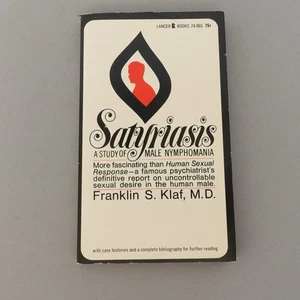 LANCER BOOKS 74-865 75¢
Satyriasis
A STUDY OF MALE NYMPHOMANIA
More fascinating than Human Sexual
Response—a famous psychiatrist's
definitive report on uncontrollable
sexual desire in the human male.
Franklin S. Klaf, M.D.
with case histories and a complete bibliography for further reading